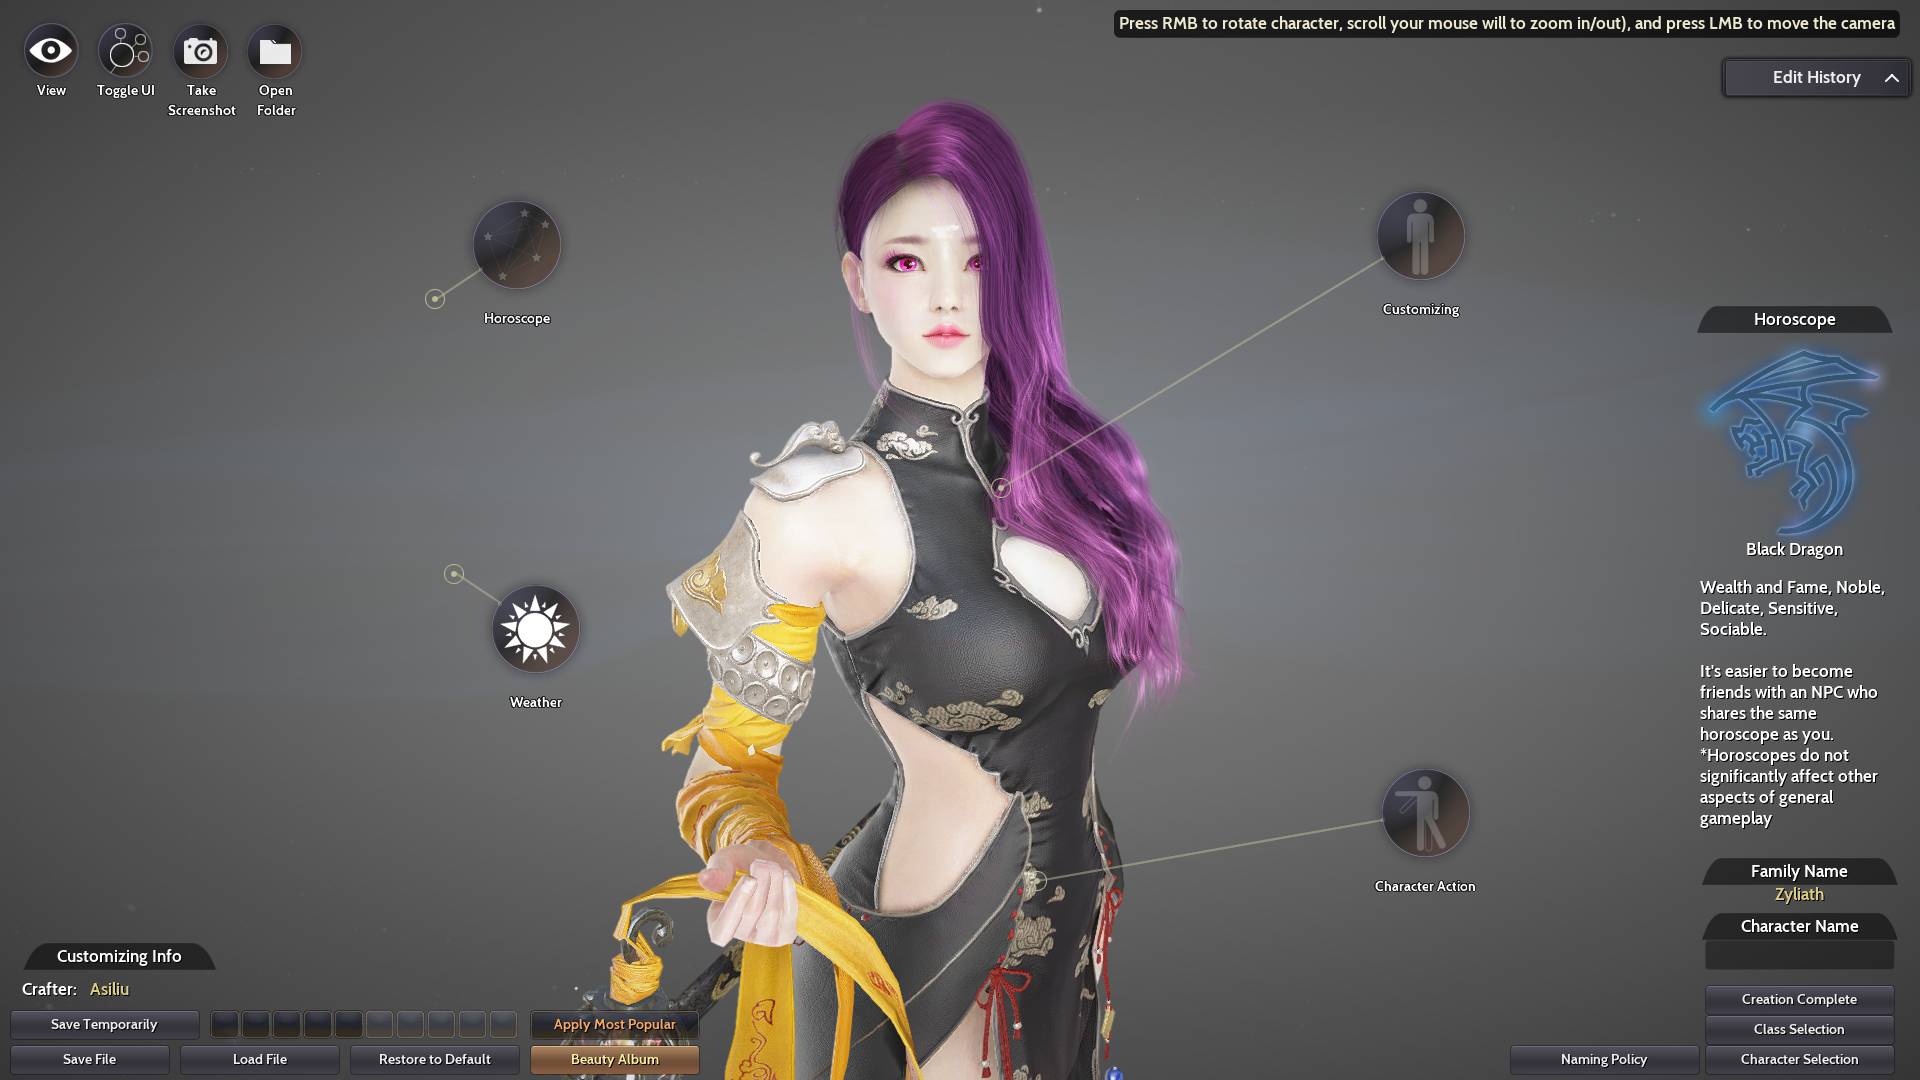 Press RMB to rotate character, scroll your mouse will to zoom in/out), and press LMB to move the camera
View
Toggle UI
Take
Screenshot
Open
Folder
Edit History
Horoscope
Customizing
Weather
Character Action
Horoscope
Black Dragon
Wealth and Fame, Noble,
Delicate, Sensitive,
Sociable.
It's easier to become
friends with an NPC who
shares the same
horoscope as you.
*Horoscopes do not
significantly affect other
aspects of general
gameplay
Family Name
Zyliath
Character Name
Creation Complete
Class Selection
Character Selection
Naming Policy
Customizing Info
Crafter: Asiliu
Save Temporarily
Apply Most Popular
Save File
Load File
Restore to Default
Beauty Album